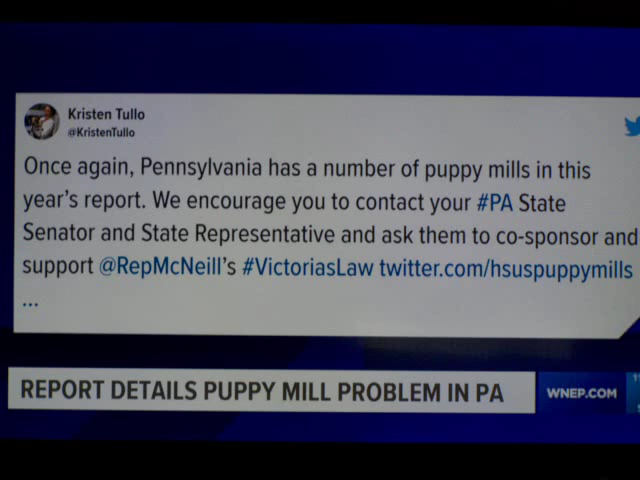 Kristen Tullo
@KristenTullo
Once again, Pennsylvania has a number of puppy mills in this
year's report. We encourage you to contact your #PA State
Senator and State Representative and ask them to co-sponsor and
support @RepMcNeill's #VictoriasLaw twitter.com/hsuspuppymills
...
REPORT DETAILS PUPPY MILL PROBLEM IN PA
WNEP.COM